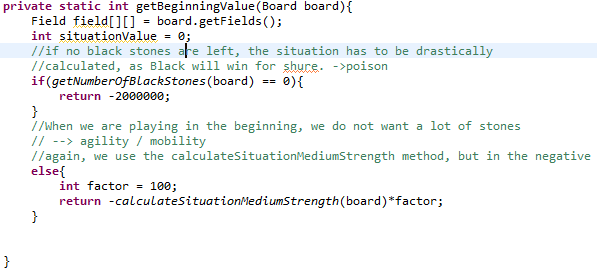 private static int getBeginningValue(Board board){
    Field field[][] = board.getFields();
    int situationValue = 0;
    //if no black stones are left, the situation has to be drastically
    //calculated, as Black will win for shure. ->poison
    if(getNumberOfBlackStones(board) == 0){
        return -2000000;
    }
    //When we are playing in the beginning, we do not want a lot of stones
    // --> agility / mobility
    //again, we use the calculateSituationMediumStrength method, but in the negative
    else{
        int factor = 100;
        return -calculateSituationMediumStrength(board)*factor;
    }
}